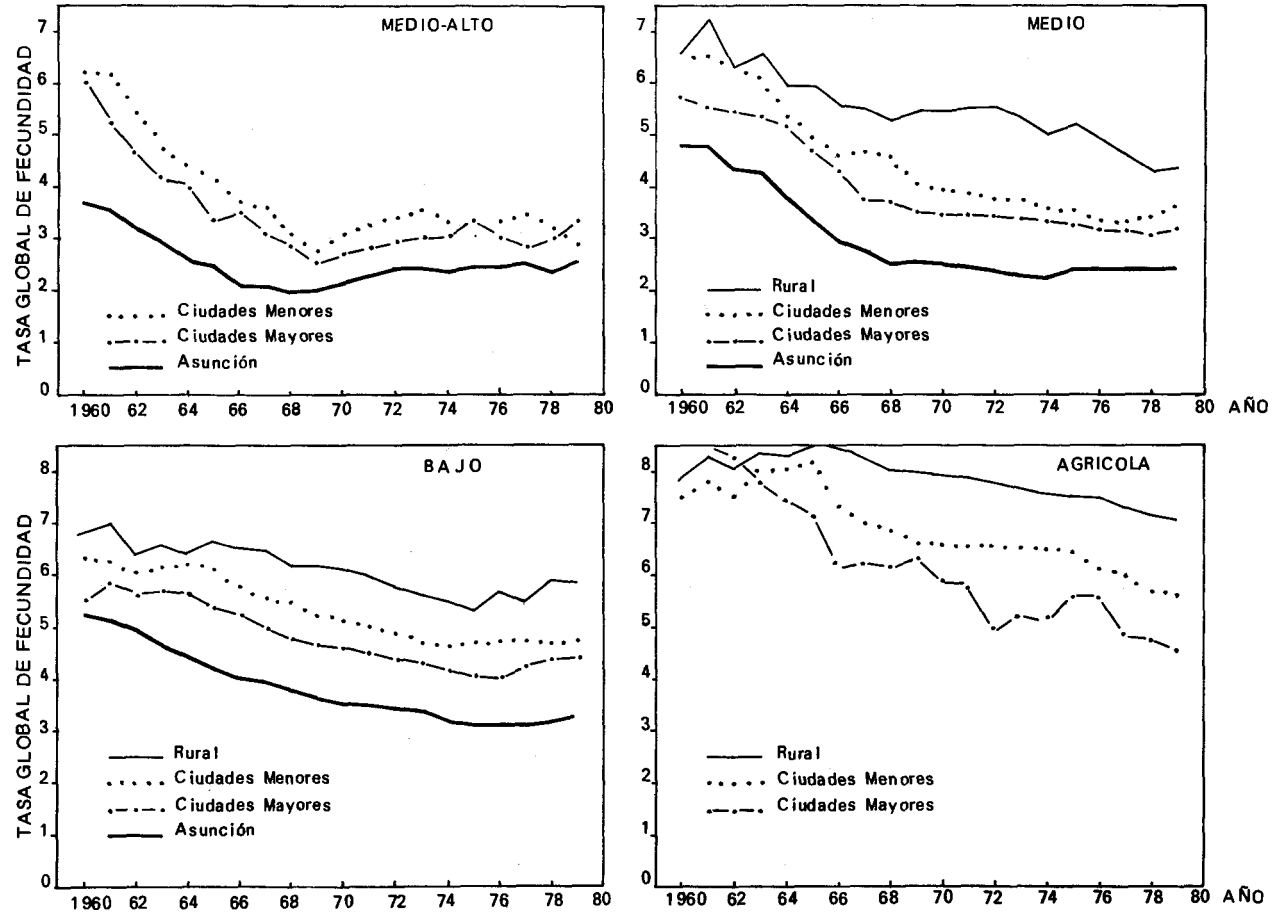 MEDIO-ALTO
TASA GLOBAL DE FECUNDIDAD
7
6
5
4
3
2
1
0
Ciudades Menores
Ciudades Mayores
Asunción
1960 62 64 66 68 70 72 74 76 78 80
MEDIO
7
6
5
4
3
2
1
0
Rural
Ciudades Menores
Ciudades Mayores
Asunción
1960 62 64 66 68 70 72 74 76 78 80 AÑO
BAJO
TASA GLOBAL DE FECUNDIDAD
8
7
6
5
4
3
2
1
0
Rural
Ciudades Menores
Ciudades Mayores
Asunción
1960 62 64 66 68 70 72 74 76 78 80
AGRICOLA
8
7
6
5
4
3
2
1
0
Rural
Ciudades Menores
Ciudades Mayores
1960 62 64 66 68 70 72 74 76 78 80 AÑO